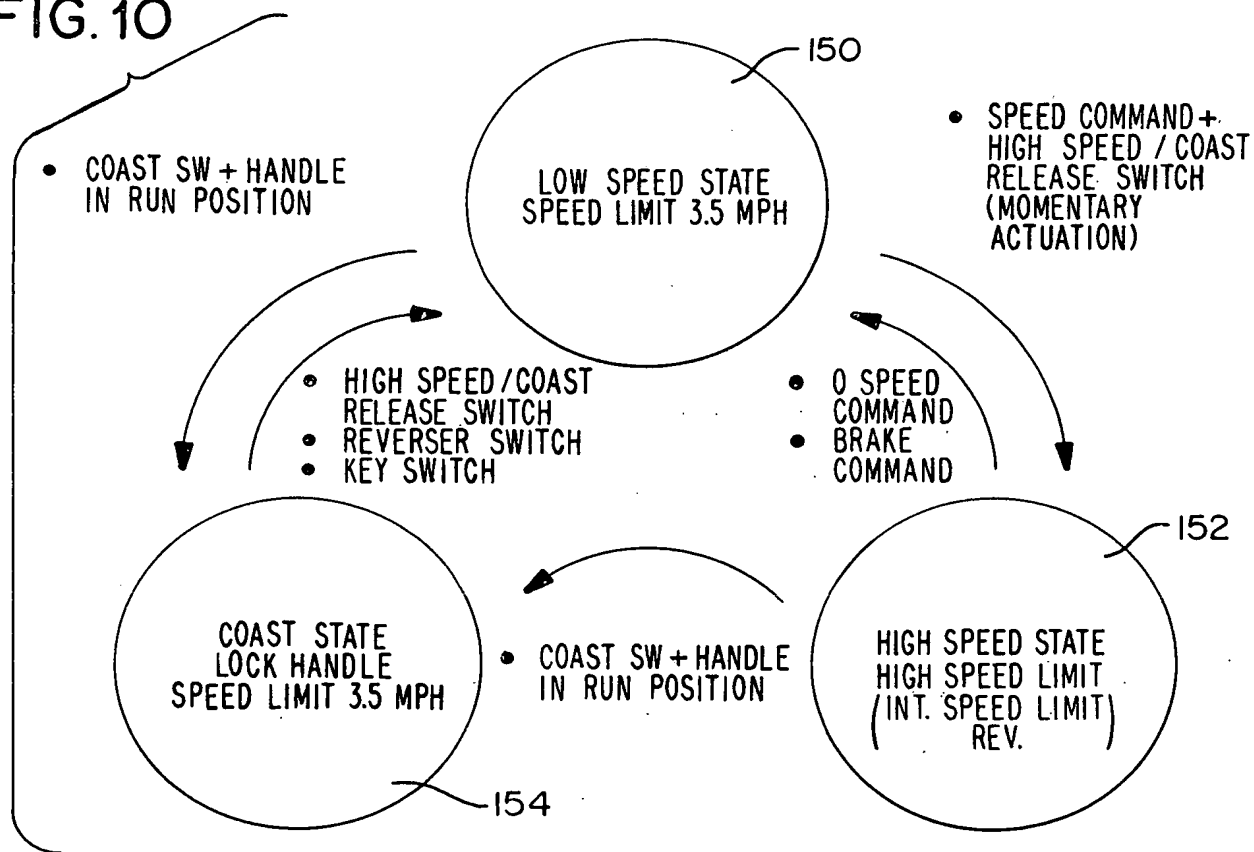 FIG. 10
150
• COAST SW + HANDLE
IN RUN POSITION
LOW SPEED STATE
SPEED LIMIT 3.5 MPH
• SPEED COMMAND +
HIGH SPEED / COAST
RELEASE SWITCH
(MOMENTARY
ACTUATION)
• HIGH SPEED / COAST
RELEASE SWITCH
• REVERSER SWITCH
• KEY SWITCH
• 0 SPEED
COMMAND
• BRAKE
COMMAND
152
COAST STATE
LOCK HANDLE
SPEED LIMIT 3.5 MPH
• COAST SW + HANDLE
IN RUN POSITION
HIGH SPEED STATE
HIGH SPEED LIMIT
(INT. SPEED LIMIT
REV.)
154